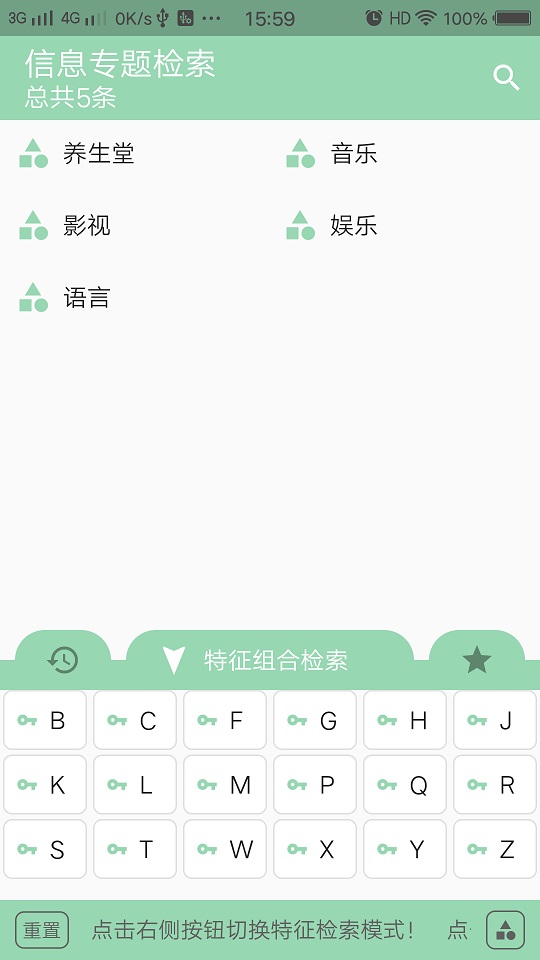 3G 4G 0K/s 15:59 HD 100%
信息专题检索
总共5条
养生堂 音乐
影视 娱乐
语言
特征组合检索
B C F G H J
K L M P Q R
S T W X Y Z
重置 点击右侧按钮切换特征检索模式！ 点